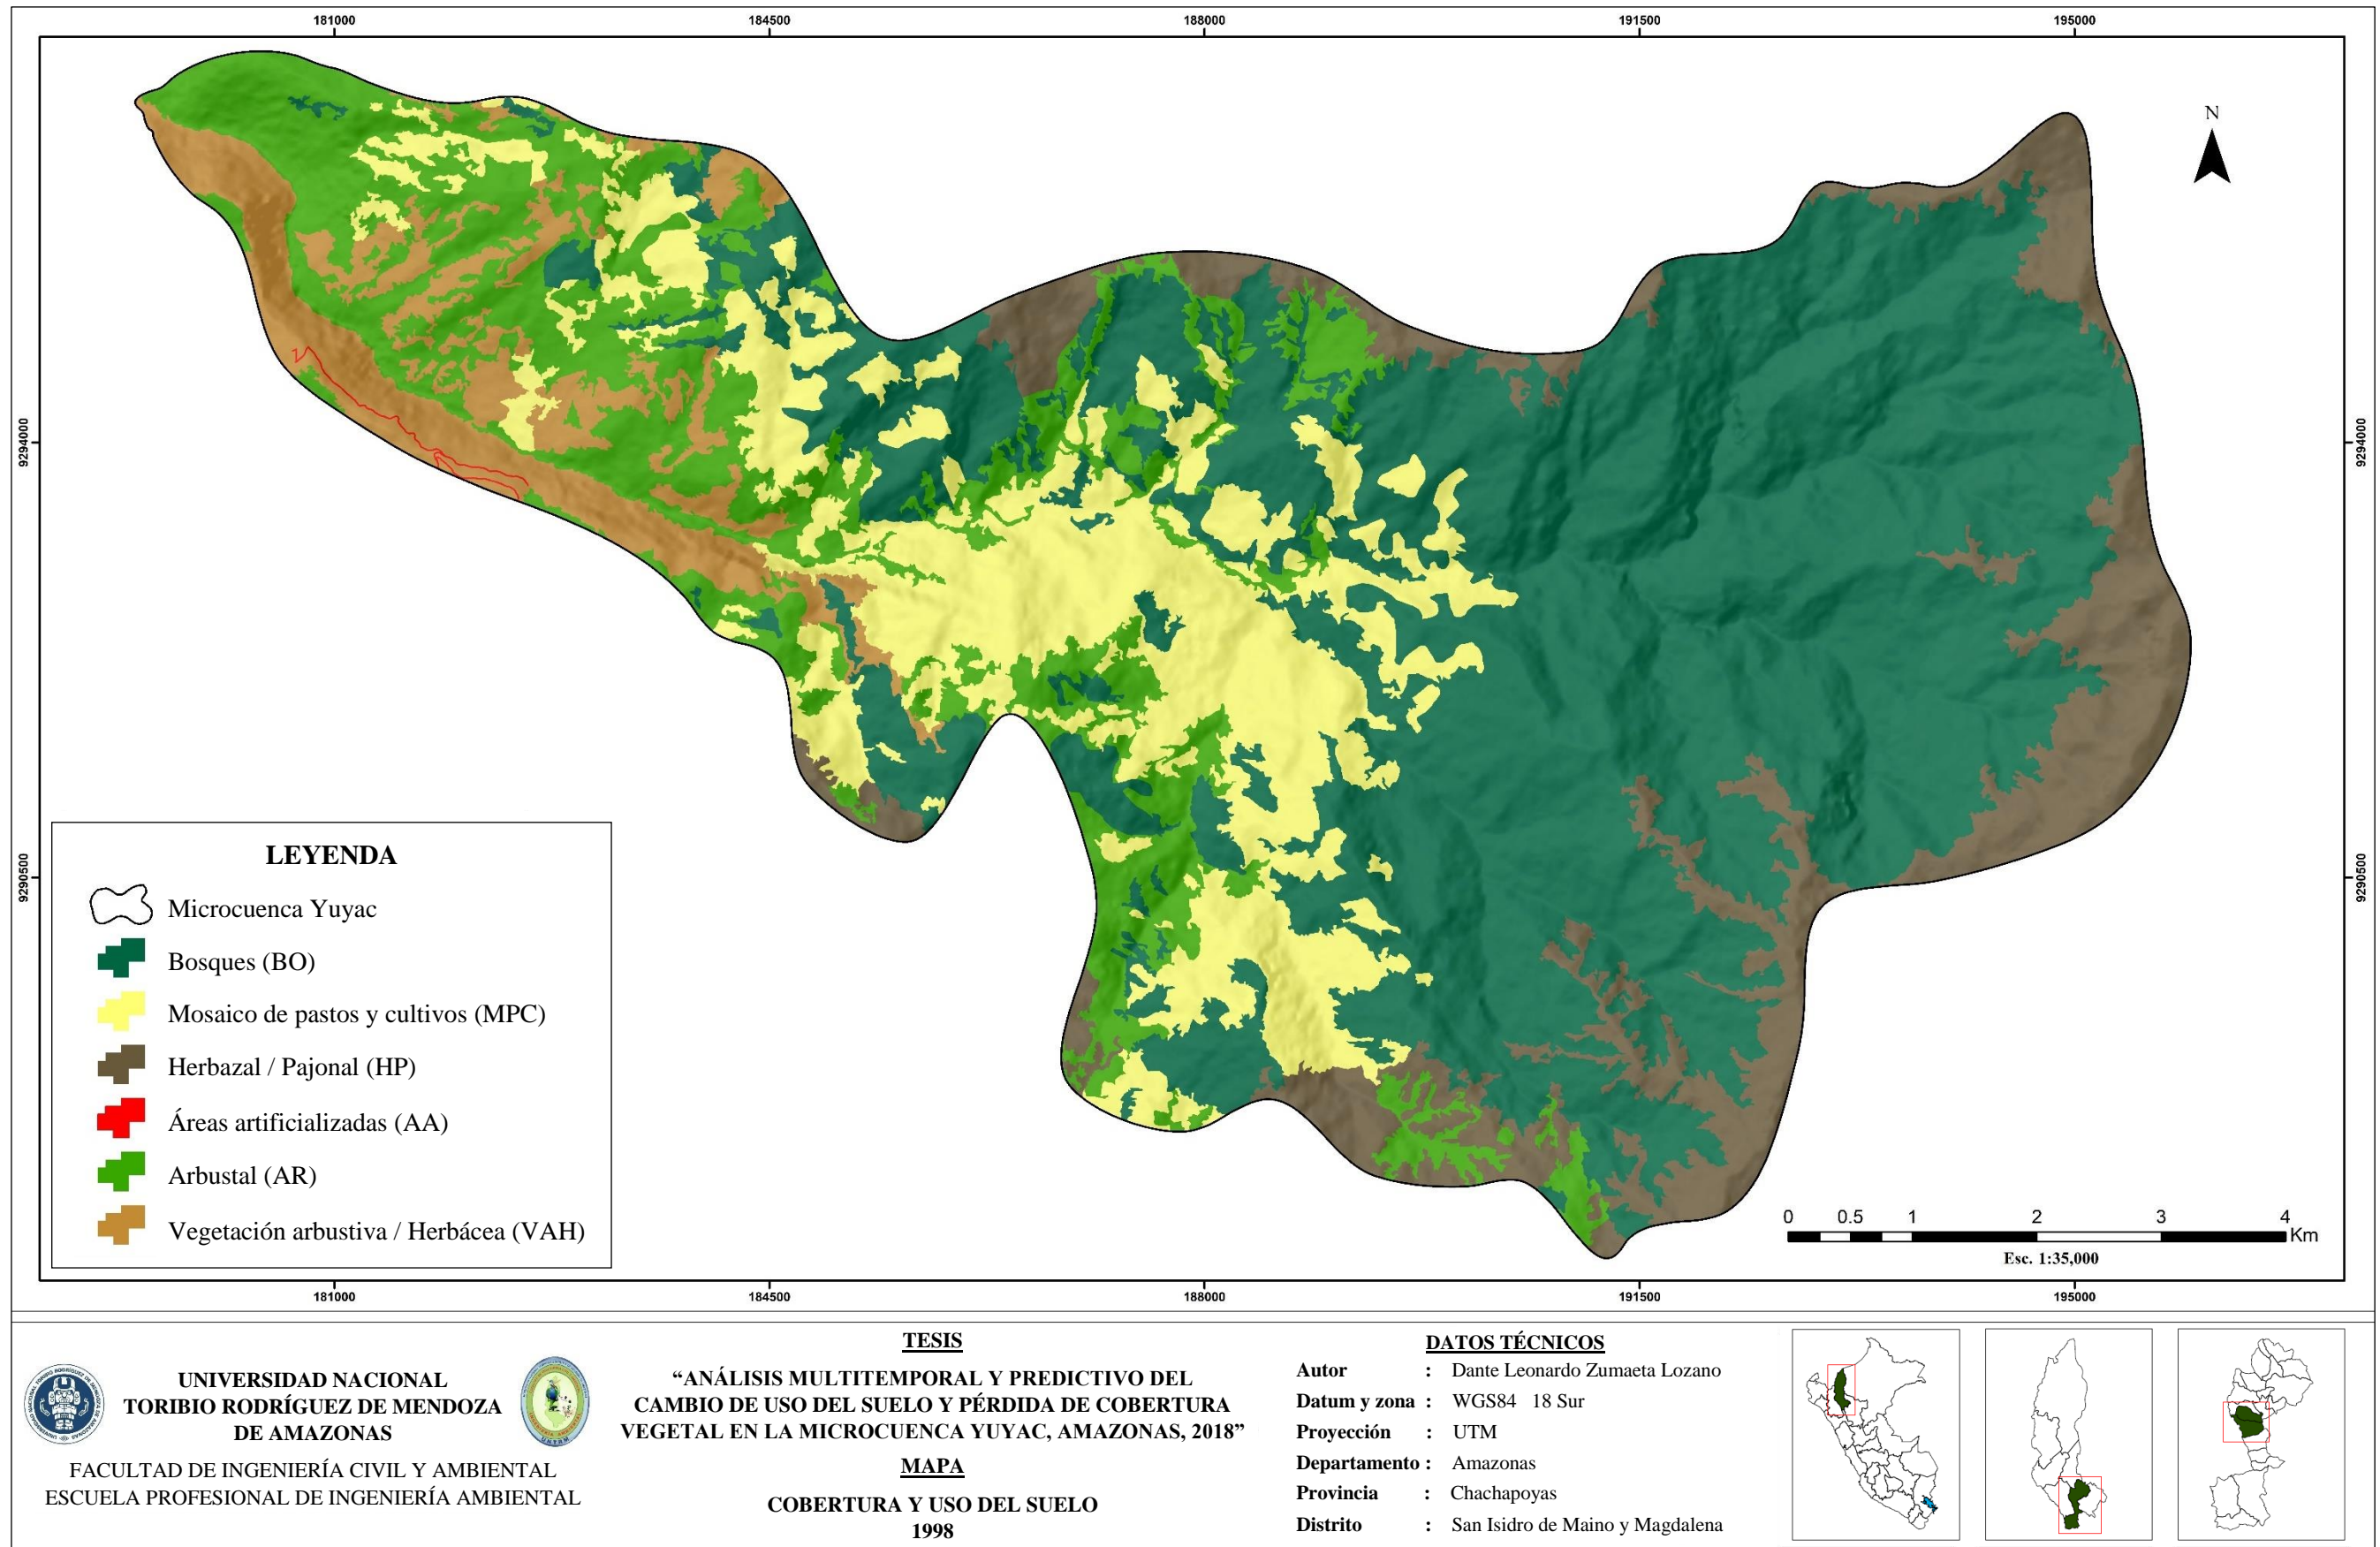 181000
184500
188000
191500
195000
N
9294000
9294000
9290500
9290500
LEYENDA
Microcuenca Yuyac
Bosques (BO)
Mosaico de pastos y cultivos (MPC)
Herbazal / Pajonal (HP)
Áreas artificializadas (AA)
Arbustal (AR)
Vegetación arbustiva / Herbácea (VAH)
0 0.5 1 2 3 4
Km
Esc. 1:35,000
181000
184500
188000
191500
195000
UNIVERSIDAD NACIONAL
TORIBIO RODRÍGUEZ DE MENDOZA
DE AMAZONAS
FACULTAD DE INGENIERÍA CIVIL Y AMBIENTAL
ESCUELA PROFESIONAL DE INGENIERÍA AMBIENTAL
TESIS
“ANÁLISIS MULTITEMPORAL Y PREDICTIVO DEL
CAMBIO DE USO DEL SUELO Y PÉRDIDA DE COBERTURA
VEGETAL EN LA MICROCUENCA YUYAC, AMAZONAS, 2018”
MAPA
COBERTURA Y USO DEL SUELO
1998
DATOS TÉCNICOS
Autor : Dante Leonardo Zumaeta Lozano
Datum y zona : WGS84 18 Sur
Proyección : UTM
Departamento : Amazonas
Provincia : Chachapoyas
Distrito : San Isidro de Maino y Magdalena